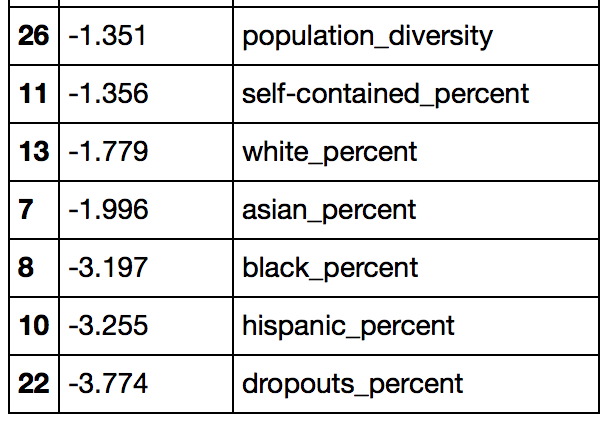 26 -1.351 population_diversity
11 -1.356 self-contained_percent
13 -1.779 white_percent
7 -1.996 asian_percent
8 -3.197 black_percent
10 -3.255 hispanic_percent
22 -3.774 dropouts_percent